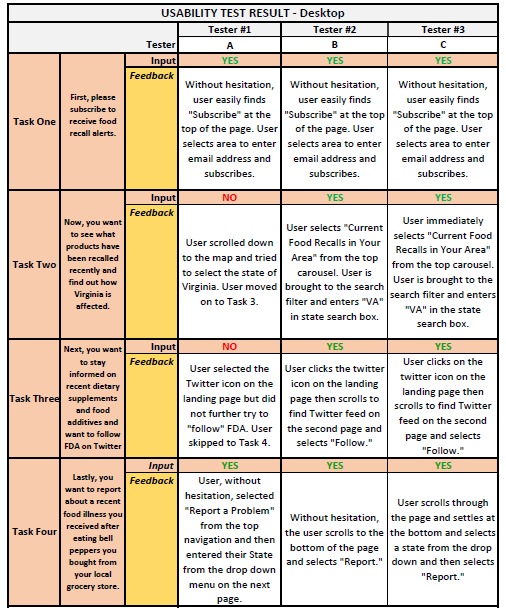 USABILITY TEST RESULT - Desktop
Tester #1 Tester #2 Tester #3
Tester A B C
Input YES YES YES
Task One
First, please
subscribe to
receive food
recall alerts.
Feedback
Without hesitation,
user easily finds
"Subscribe" at the
top of the page. User
selects area to enter
email address and
subscribes.
Without hesitation,
user easily finds
"Subscribe" at the top
of the page. User
selects area to enter
email address and
subscribes.
Without hesitation,
user easily finds
"Subscribe" at the top
of the page. User
selects area to enter
email address and
subscribes.
Input NO YES YES
Task Two
Now, you want
to see what
products have
been recalled
recently and
find out how
Virginia is
affected.
Feedback
User scrolled down
to the map and tried
to select the state of
Virginia. User moved
on to Task 3.
User selects "Current
Food Recalls in Your
Area" from the top
carousel. User is
brought to the search
filter and enters "VA"
in state search box.
User immediately
selects "Current Food
Recalls in Your Area"
from the top carousel.
User is brought to the
search filter and enters
"VA" in the state
search box.
Input NO YES YES
Task Three
Next, you want
to stay
informed on
recent dietary
supplements
and food
additives and
want to follow
FDA on Twitter
Feedback
User selected the
Twitter icon on the
landing page but did
not further try to
"follow" FDA. User
skipped to Task 4.
User clicks the twitter
icon on the landing
page then scrolls to
find Twitter feed on
the second page and
selects "Follow."
User clicks on the
twitter icon on the
landing page then
scrolls to find Twitter
feed on the second
page and selects
"Follow."
Input YES YES YES
Task Four
Lastly, you
want to report
about a recent
food illness you
received after
eating bell
peppers you
bought from
your local
grocery store.
Feedback
User, without
hesitation, selected
"Report a Problem"
from the top
navigation and then
entered their State
from the drop down
menu on the next
page.
Without hesitation,
the user scrolls to the
bottom of the page
and selects "Report."
User scrolls through
the page and settles at
the bottom and selects
a state from the drop
down and then selects
"Report."